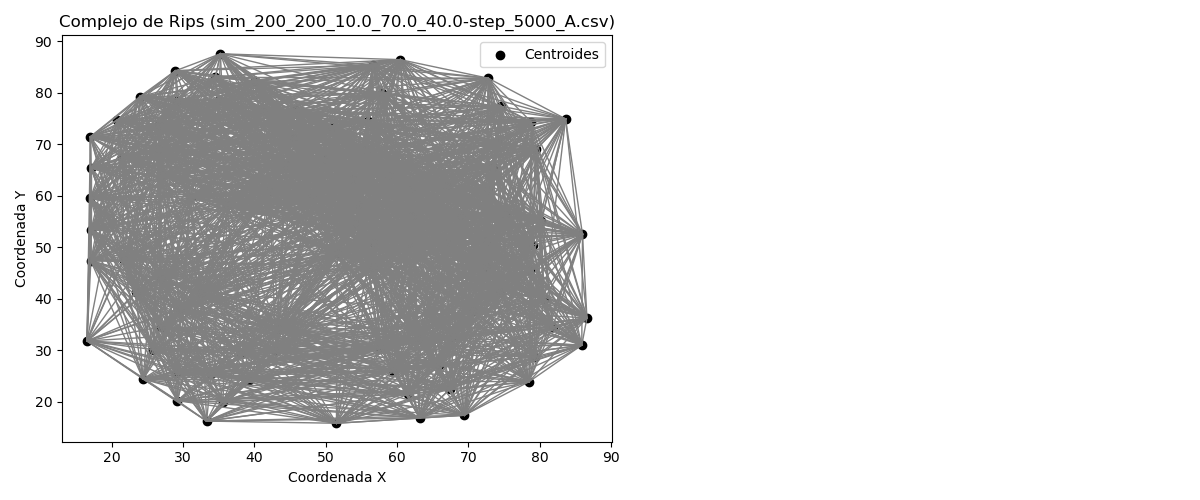 Complejo de Rips (sim_200_200_10.0_70.0_40.0-step_5000_A.csv)
Centroides
90
80
70
60
50
40
30
20
Coordenada Y
20 30 40 50 60 70 80 90
Coordenada X